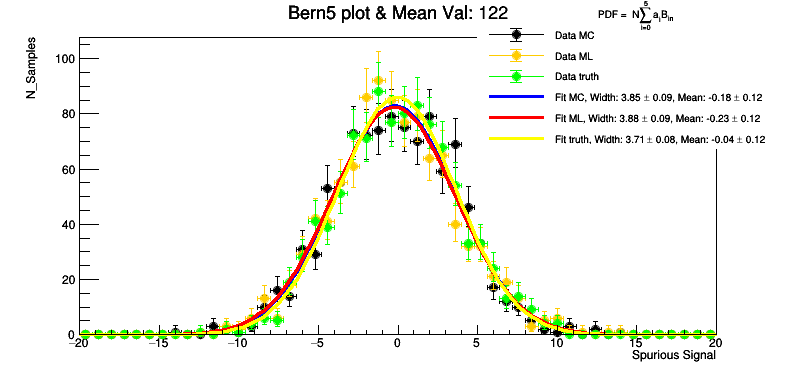 Bern5 plot & Mean Val: 122
PDF = N∑⁵ᵢ₌₀ aᵢBᵢₙ
N_Samples
Data MC
Data ML
Data truth
Fit MC, Width: 3.85 ± 0.09, Mean: -0.18 ± 0.12
Fit ML, Width: 3.88 ± 0.09, Mean: -0.23 ± 0.12
Fit truth, Width: 3.71 ± 0.08, Mean: -0.04 ± 0.12
100
80
60
40
20
0
−20 −15 −10 −5 0 5 10 15 20
Spurious Signal